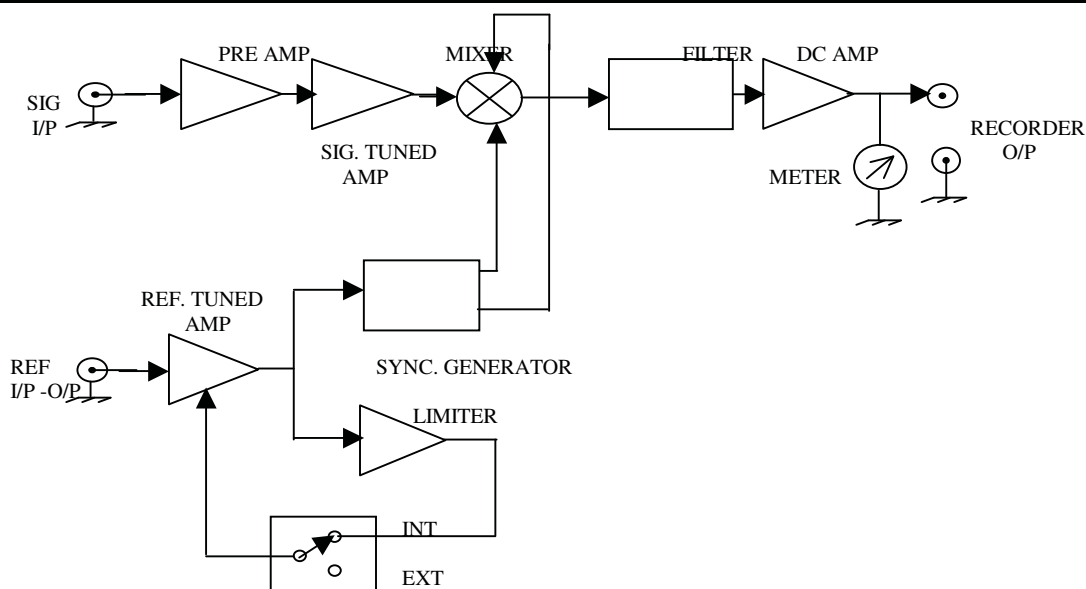 PRE AMP
MIXER
FILTER
DC AMP
SIG
I/P
SIG. TUNED
AMP
RECORDER
O/P
METER
REF. TUNED
AMP
REF
I/P -O/P
SYNC. GENERATOR
LIMITER
INT
EXT